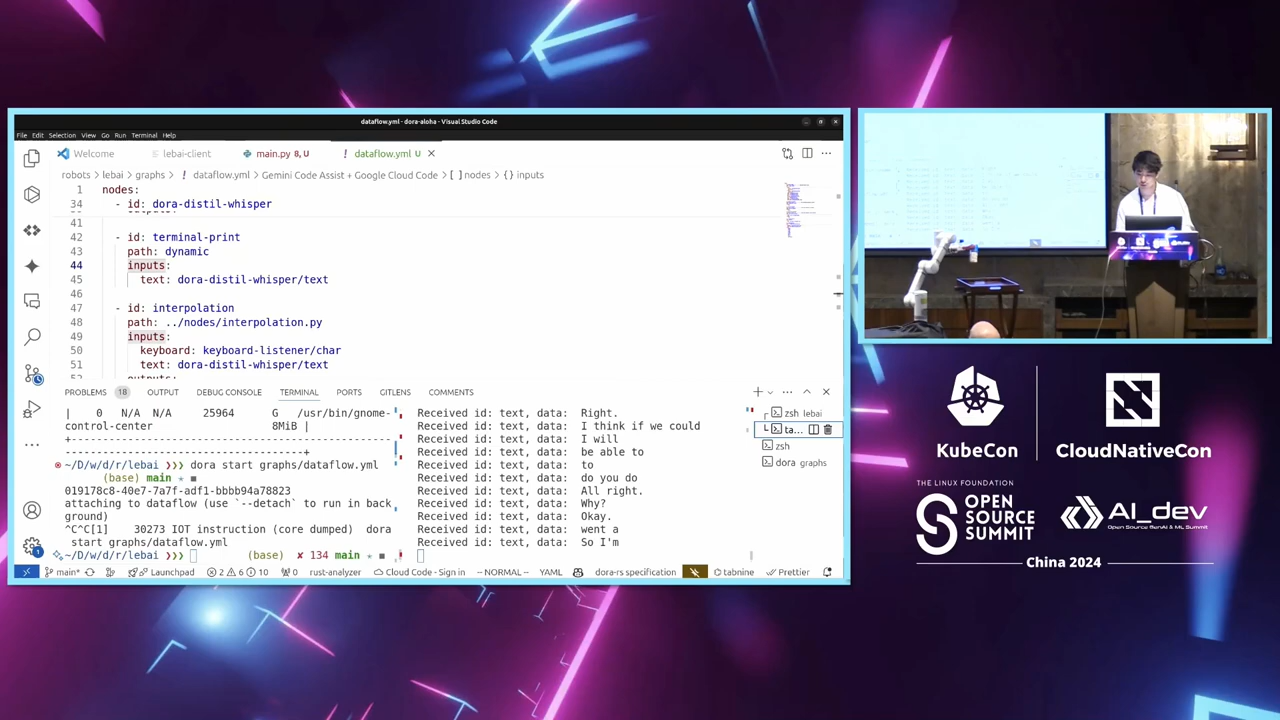 dataflow.yml - dora-aloha - Visual Studio Code
File Edit Selection View Go Run Terminal Help
Welcome lebai-client main.py 8, U dataflow.yml U
robots > lebai > graphs > ! dataflow.yml > Gemini Code Assist + Google Cloud Code > [ ] nodes > {} inputs
1 nodes:
34 - id: dora-distil-whisper
41
42 - id: terminal-print
43 path: dynamic
44 inputs:
45 text: dora-distil-whisper/text
46
47 - id: interpolation
48 path: ../nodes/interpolation.py
49 inputs:
50 keyboard: keyboard-listener/char
51 text: dora-distil-whisper/text
PROBLEMS 18 OUTPUT DEBUG CONSOLE TERMINAL PORTS GITLENS COMMENTS
| 0 N/A N/A 25964 G /usr/bin/gnome-
control-center 8MiB |
+-----------------------------------------
--------------------------------------+
~/D/w/d/r/lebai ❯❯❯ dora start graphs/dataflow.yml
(base) main ✶ ■
019178c8-40e7-7a7f-adf1-bbbb94a78823
attaching to dataflow (use `--detach` to run in back
ground)
^C^C[1] 30273 IOT instruction (core dumped) dora
start graphs/dataflow.yml
~/D/w/d/r/lebai ❯❯❯ (base) ✘ 134 main ✶ ■
Received id: text, data: Right.
Received id: text, data: I think if we could
Received id: text, data: I will
Received id: text, data: be able to
Received id: text, data: to
Received id: text, data: do you do
Received id: text, data: All right.
Received id: text, data: Why?
Received id: text, data: Okay.
Received id: text, data: went a
Received id: text, data: So I'm
zsh lebai
ta...
zsh
dora graphs
main* Launchpad 2 6 10 0 rust-analyzer Cloud Code - Sign in -- NORMAL -- YAML dora-rs specification tabnine Prettier
KubeCon
CloudNativeCon
THE LINUX FOUNDATION
OPEN
SOURCE
SUMMIT
AI_dev
Open Source GenAI & ML Summit
China 2024